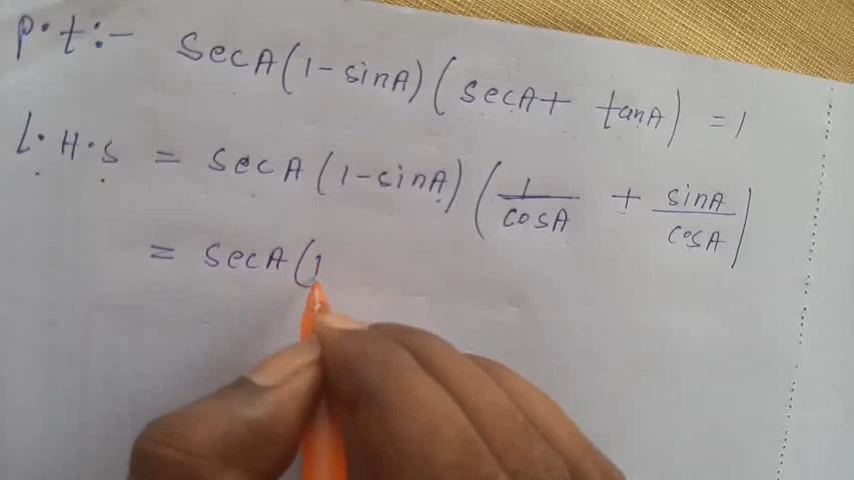 P.t:- SecA(1-sinA)(secA+ tanA) =1
L.H.S = secA(1-sinA)(1/cosA + sinA/cosA)
= secA(1